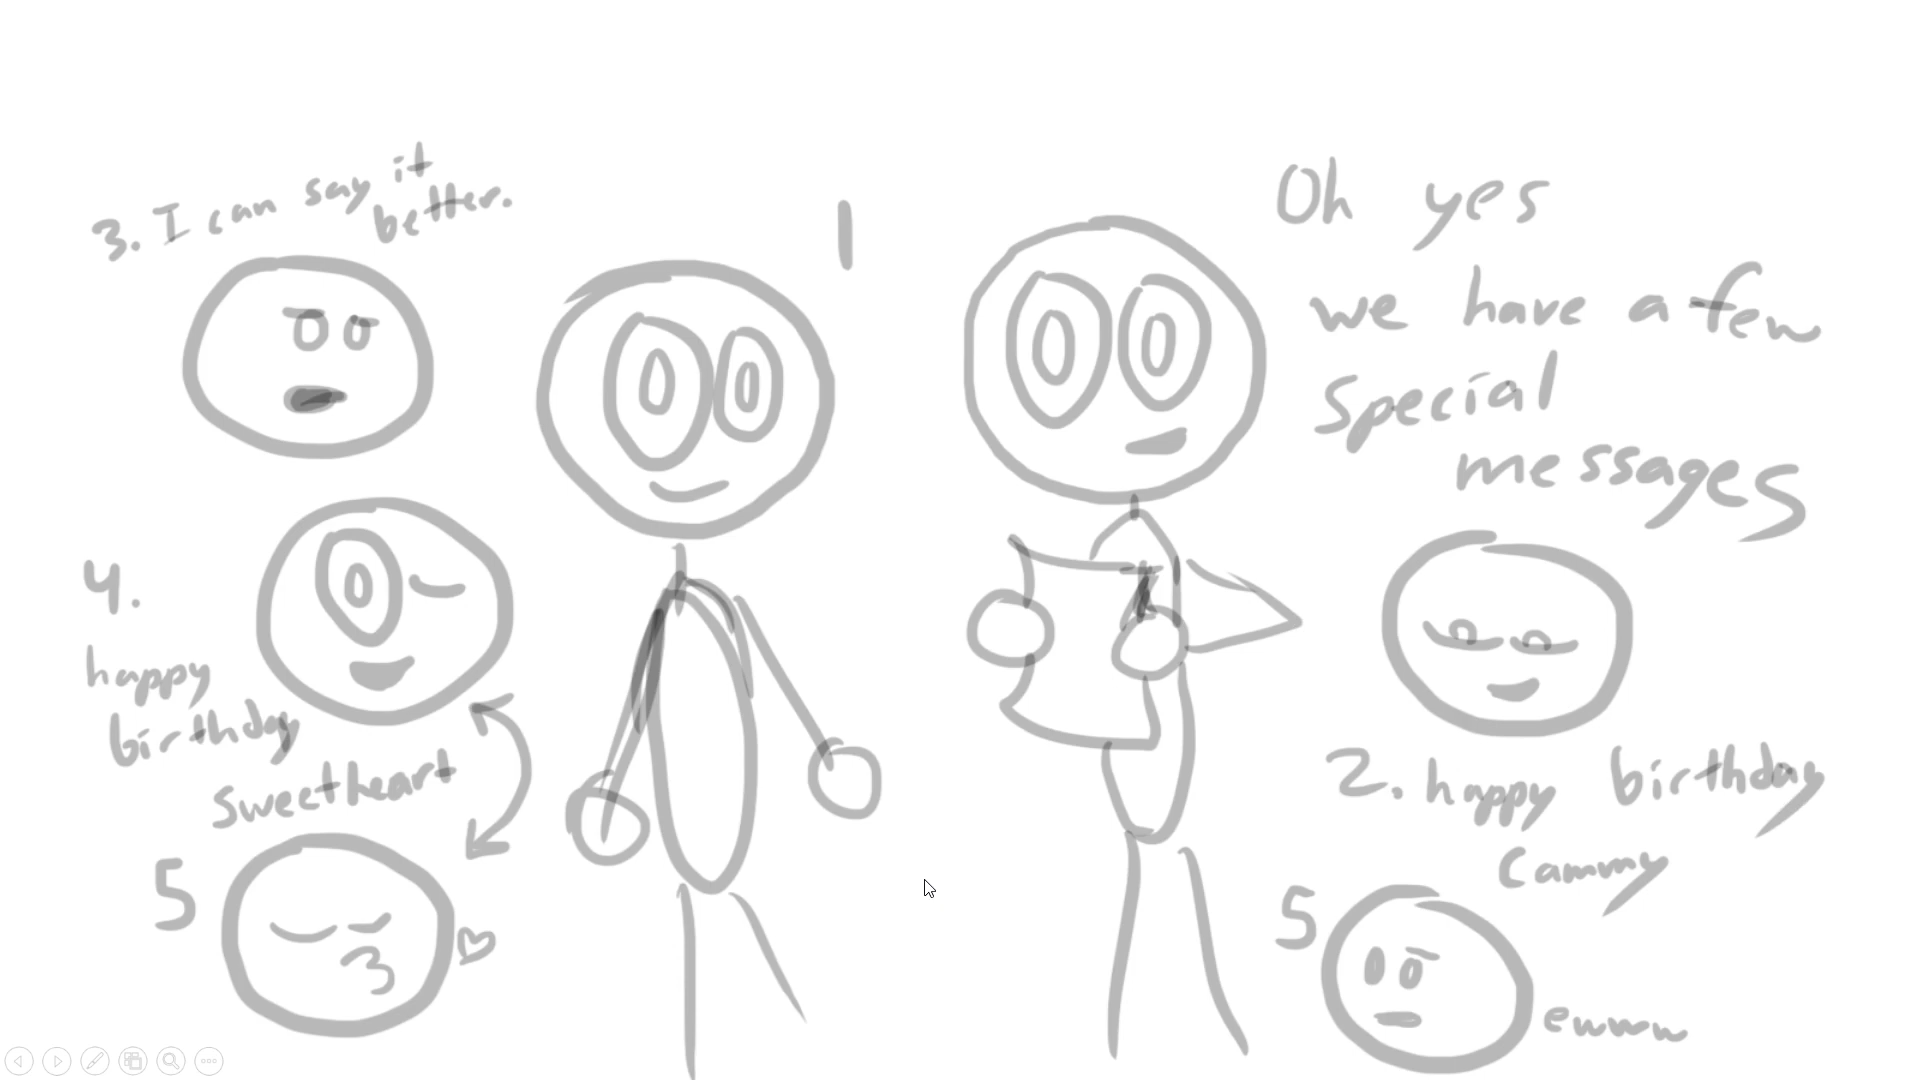 1
Oh yes
we have a few
special
messages
2. happy birthday
Cammy
3. I can say it
better.
4.
happy
birthday
sweetheart
5
5
ewww